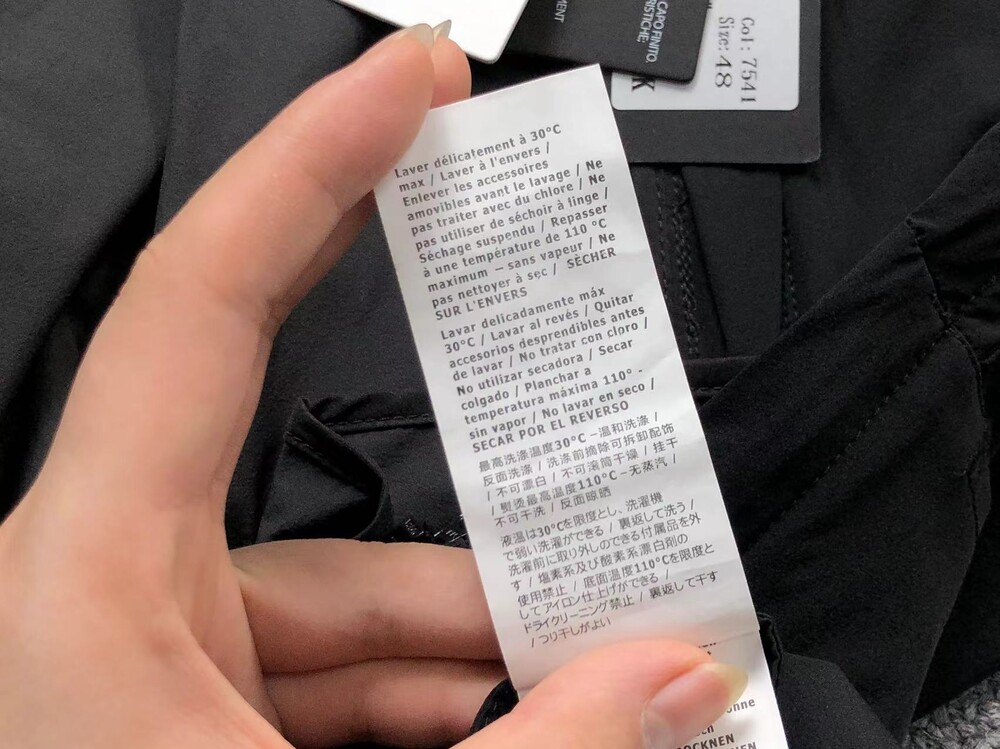 MENT
CAPO FINITO,
RISTICHE:
Col: 7541
Size: 48
K
Laver délicatement à 30°C
max / Laver à l'envers /
Enlever les accessoires
amovibles avant le lavage / Ne
pas traiter avec du chlore / Ne
pas utiliser de séchoir à linge /
Séchage suspendu / Repasser
à une température de 110 °C
maximum – sans vapeur / Ne
pas nettoyer à sec / SÉCHER
SUR L'ENVERS
Lavar delicadamente máx
30°C / Lavar al revés / Quitar
accesorios desprendibles antes
de lavar / No tratar con cloro /
No utilizar secadora / Secar
colgado / Planchar a
temperatura máxima 110° -
sin vapor / No lavar en seco /
SECAR POR EL REVERSO
最高洗涤温度30°C –温和洗涤 /
反面洗涤 / 洗涤前摘除可拆卸配饰
/ 不可漂白 / 不可滚筒干燥 / 挂干
/ 熨烫最高温度110°C – 无蒸汽 /
不可干洗 / 反面晾晒
液温は30°Cを限度とし、洗濯機
で弱い洗濯ができる / 裏返して洗う /
洗濯前に取り外しのできる付属品を外
す / 塩素系及び酸素系漂白剤の
使用禁止 / 底面温度110°Cを限度と
してアイロン仕上げができる /
ドライクリーニング禁止 / 裏返して干す
/ つり干しがよい
onne
OCKNEN